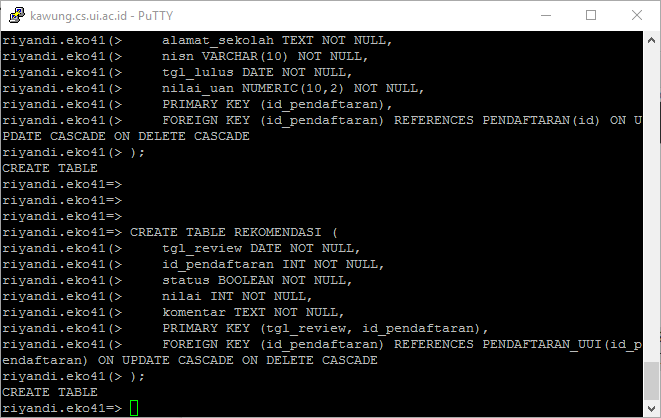 kawung.cs.ui.ac.id - PuTTY
riyandi.eko41(>     alamat_sekolah TEXT NOT NULL,
riyandi.eko41(>     nisn VARCHAR(10) NOT NULL,
riyandi.eko41(>     tgl_lulus DATE NOT NULL,
riyandi.eko41(>     nilai_uan NUMERIC(10,2) NOT NULL,
riyandi.eko41(>     PRIMARY KEY (id_pendaftaran),
riyandi.eko41(>     FOREIGN KEY (id_pendaftaran) REFERENCES PENDAFTARAN(id) ON U
PDATE CASCADE ON DELETE CASCADE
riyandi.eko41(> );
CREATE TABLE
riyandi.eko41=>
riyandi.eko41=>
riyandi.eko41=>
riyandi.eko41=> CREATE TABLE REKOMENDASI (
riyandi.eko41(>     tgl_review DATE NOT NULL,
riyandi.eko41(>     id_pendaftaran INT NOT NULL,
riyandi.eko41(>     status BOOLEAN NOT NULL,
riyandi.eko41(>     nilai INT NOT NULL,
riyandi.eko41(>     komentar TEXT NOT NULL,
riyandi.eko41(>     PRIMARY KEY (tgl_review, id_pendaftaran),
riyandi.eko41(>     FOREIGN KEY (id_pendaftaran) REFERENCES PENDAFTARAN_UUI(id_p
endaftaran) ON UPDATE CASCADE ON DELETE CASCADE
riyandi.eko41(> );
CREATE TABLE
riyandi.eko41=>